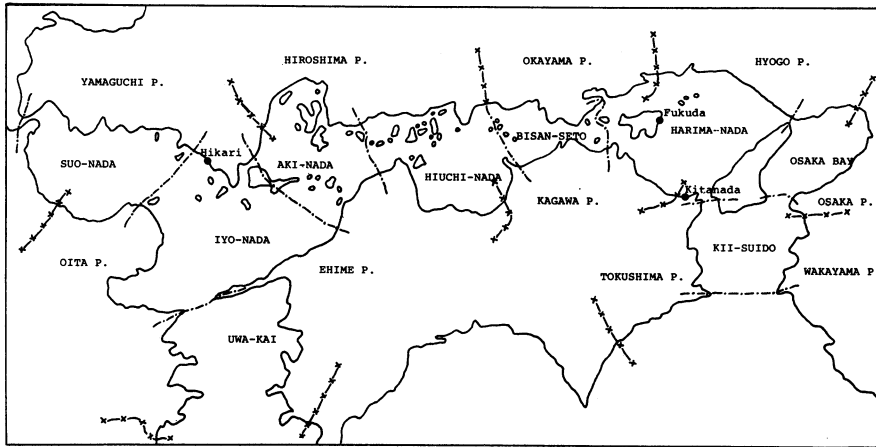 HIROSHIMA P.
OKAYAMA P.
HYOGO P.
YAMAGUCHI P.
Fukuda
HARIMA-NADA
BISAN-SETO
SUO-NADA
Hikari
AKI-NADA
HIUCHI-NADA
OSAKA BAY
Kitanada
KAGAWA P.
OSAKA P.
IYO-NADA
KII-SUIDO
OITA P.
EHIME P.
TOKUSHIMA P.
WAKAYAMA P
UWA-KAI